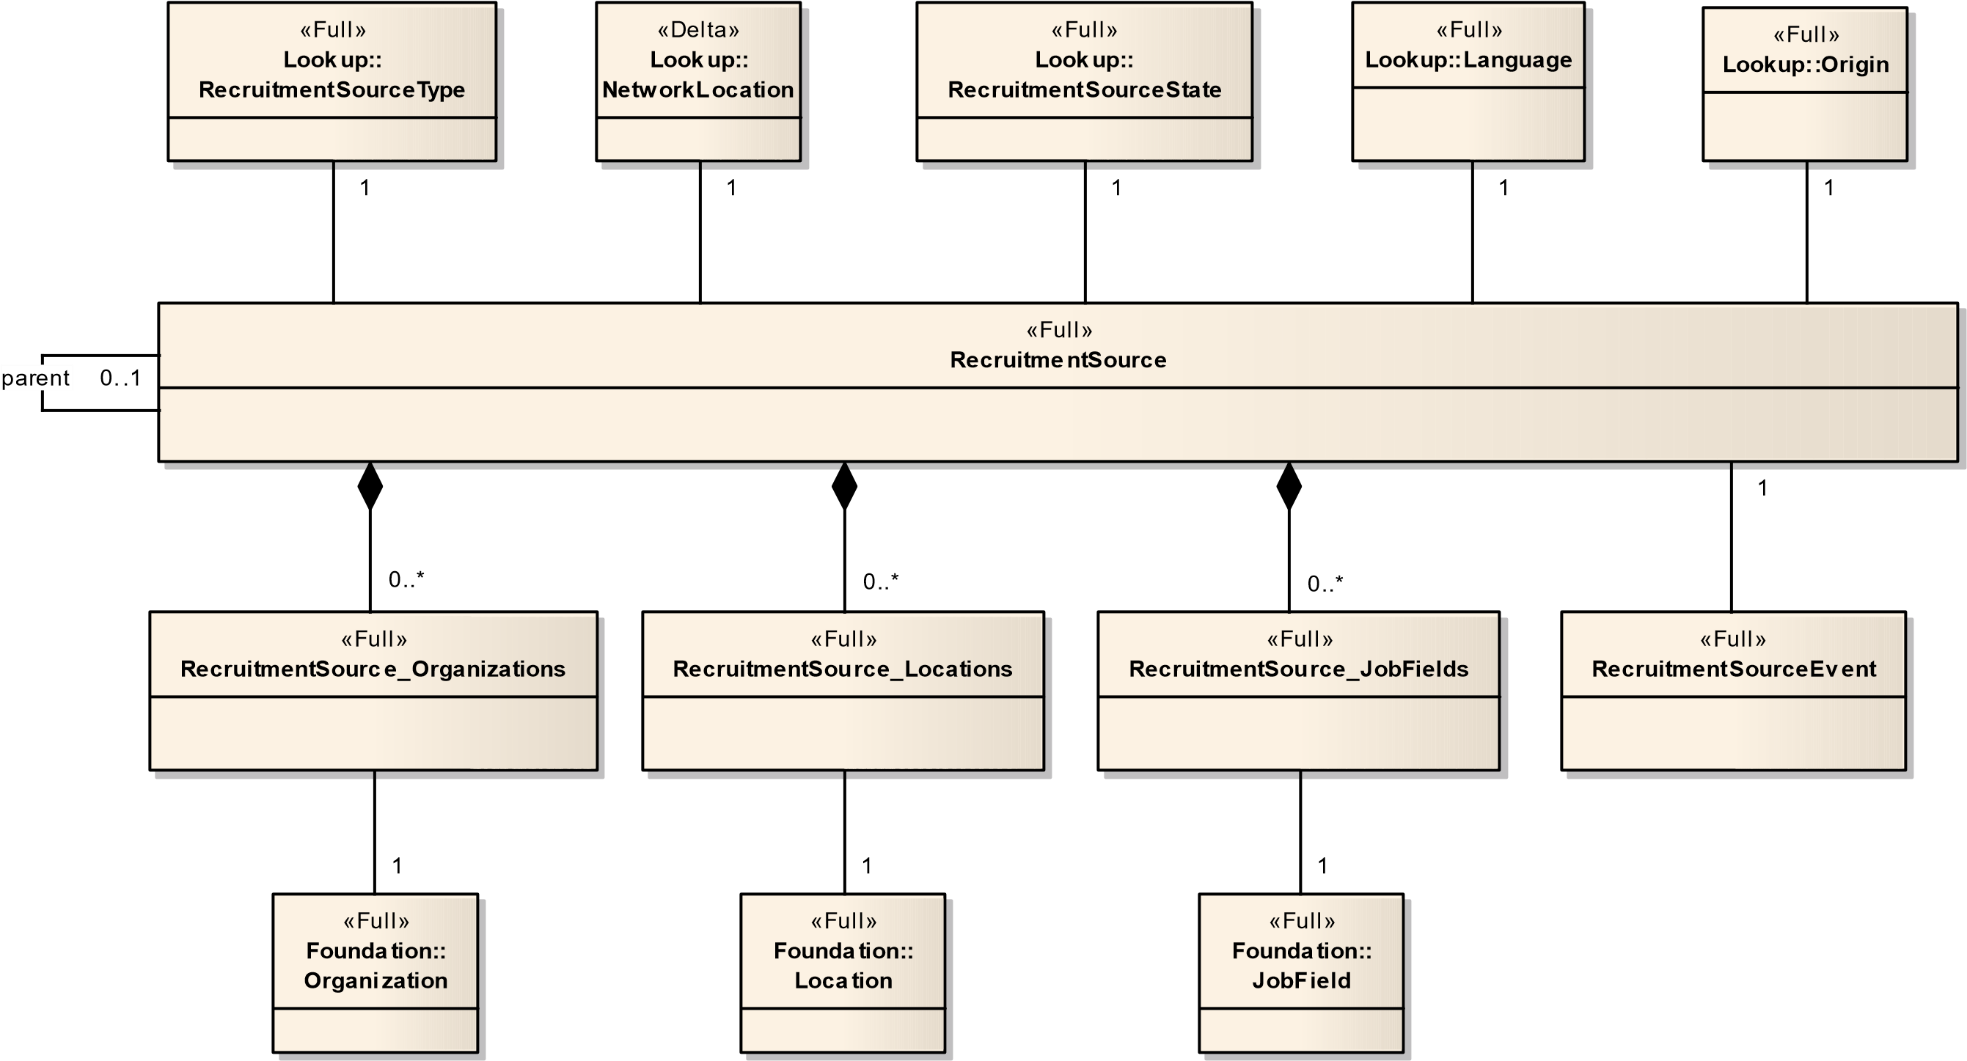 «Full»
Lookup::
RecruitmentSourceType
«Delta»
Lookup::
NetworkLocation
«Full»
Lookup::
RecruitmentSourceState
«Full»
Lookup::Language
«Full»
Lookup::Origin
1
1
1
1
1
«Full»
RecruitmentSource
parent 0..1
1
0..*
0..*
0..*
«Full»
RecruitmentSource_Organizations
«Full»
RecruitmentSource_Locations
«Full»
RecruitmentSource_JobFields
«Full»
RecruitmentSourceEvent
1
1
1
«Full»
Foundation::
Organization
«Full»
Foundation::
Location
«Full»
Foundation::
JobField